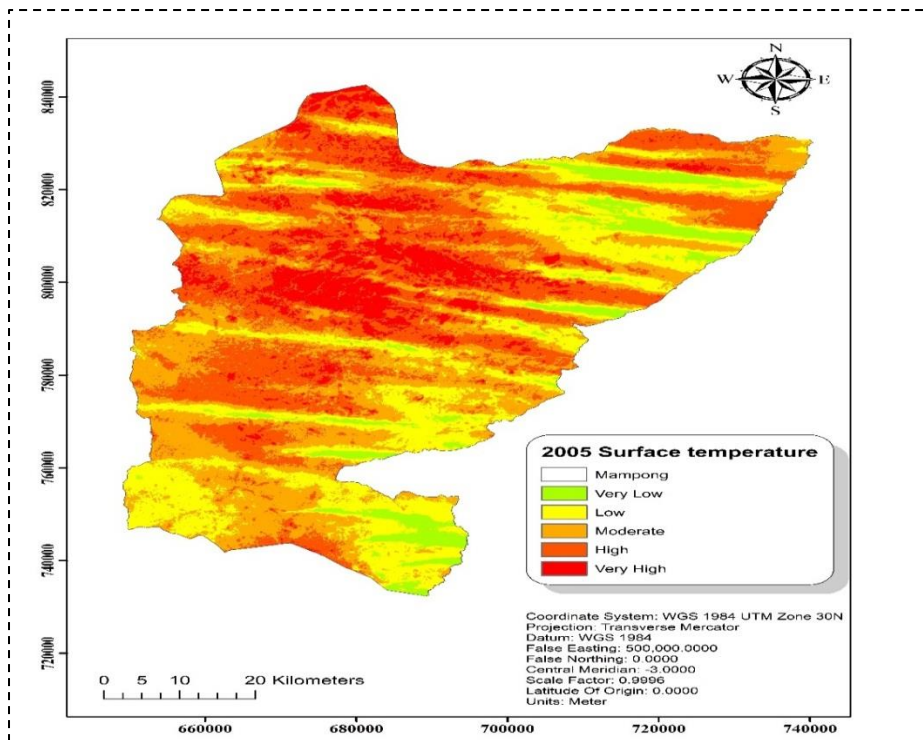 N
W E
S
840000
820000
800000
780000
760000
740000
720000
2005 Surface temperature
Mampong
Very Low
Low
Moderate
High
Very High
Coordinate System: WGS 1984 UTM Zone 30N
Projection: Transverse Mercator
Datum: WGS 1984
False Easting: 500,000.0000
False Northing: 0.0000
Central Meridian: -3.0000
Scale Factor: 0.9996
Latitude Of Origin: 0.0000
Units: Meter
0 5 10 20 Kilometers
660000 680000 700000 720000 740000